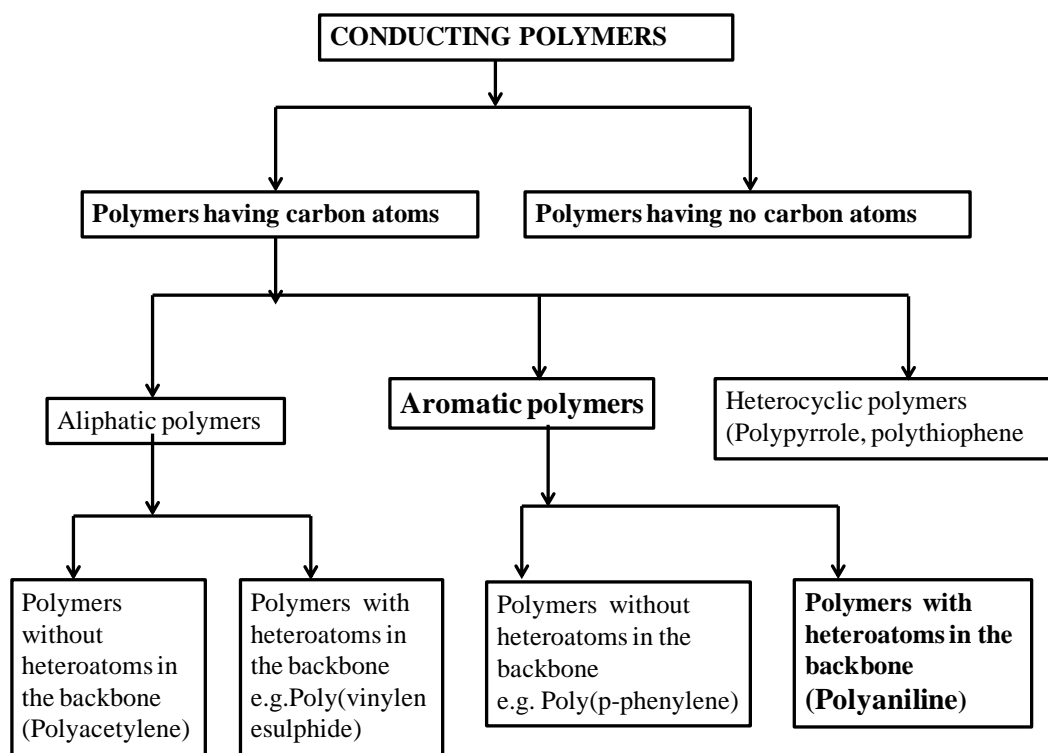 CONDUCTING POLYMERS
Polymers having carbon atoms
Polymers having no carbon atoms
Aliphatic polymers
Aromatic polymers
Heterocyclic polymers
(Polypyrrole, polythiophene
Polymers
without
heteroatoms in
the backbone
(Polyacetylene)
Polymers with
heteroatoms in
the backbone
e.g.Poly(vinylen
esulphide)
Polymers without
heteroatoms in the
backbone
e.g. Poly(p-phenylene)
Polymers with
heteroatoms in the
backbone
(Polyaniline)